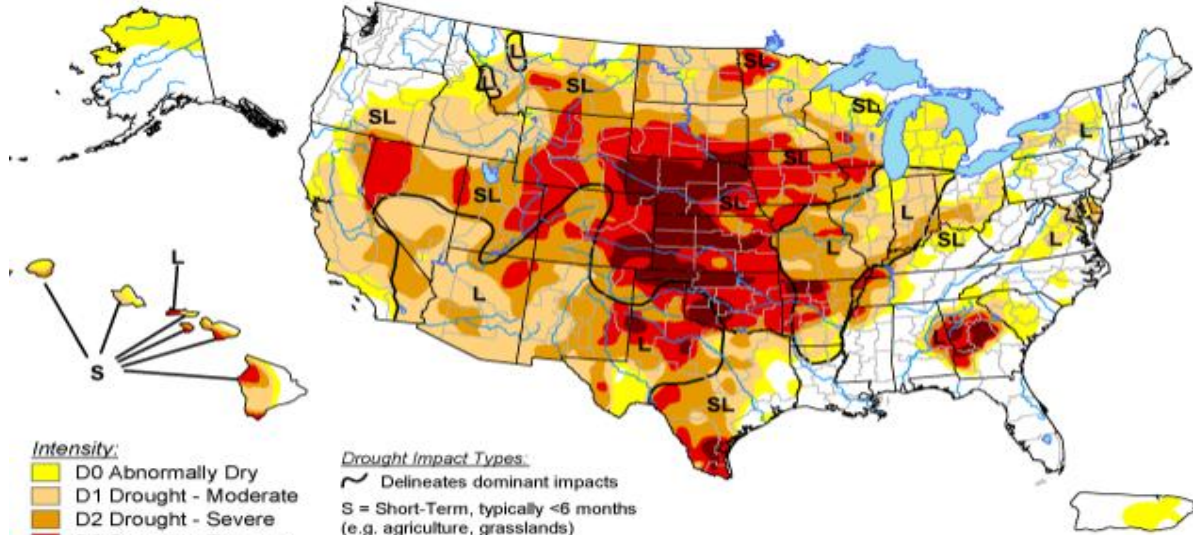 L
SL
SL
SL
SL
SL
SL
SL
L
L
L
SL
L
L
L
SL
L
L
S
Intensity:
D0 Abnormally Dry
D1 Drought - Moderate
D2 Drought - Severe
Drought Impact Types:
Delineates dominant impacts
S = Short-Term, typically <6 months
(e.g. agriculture, grasslands)